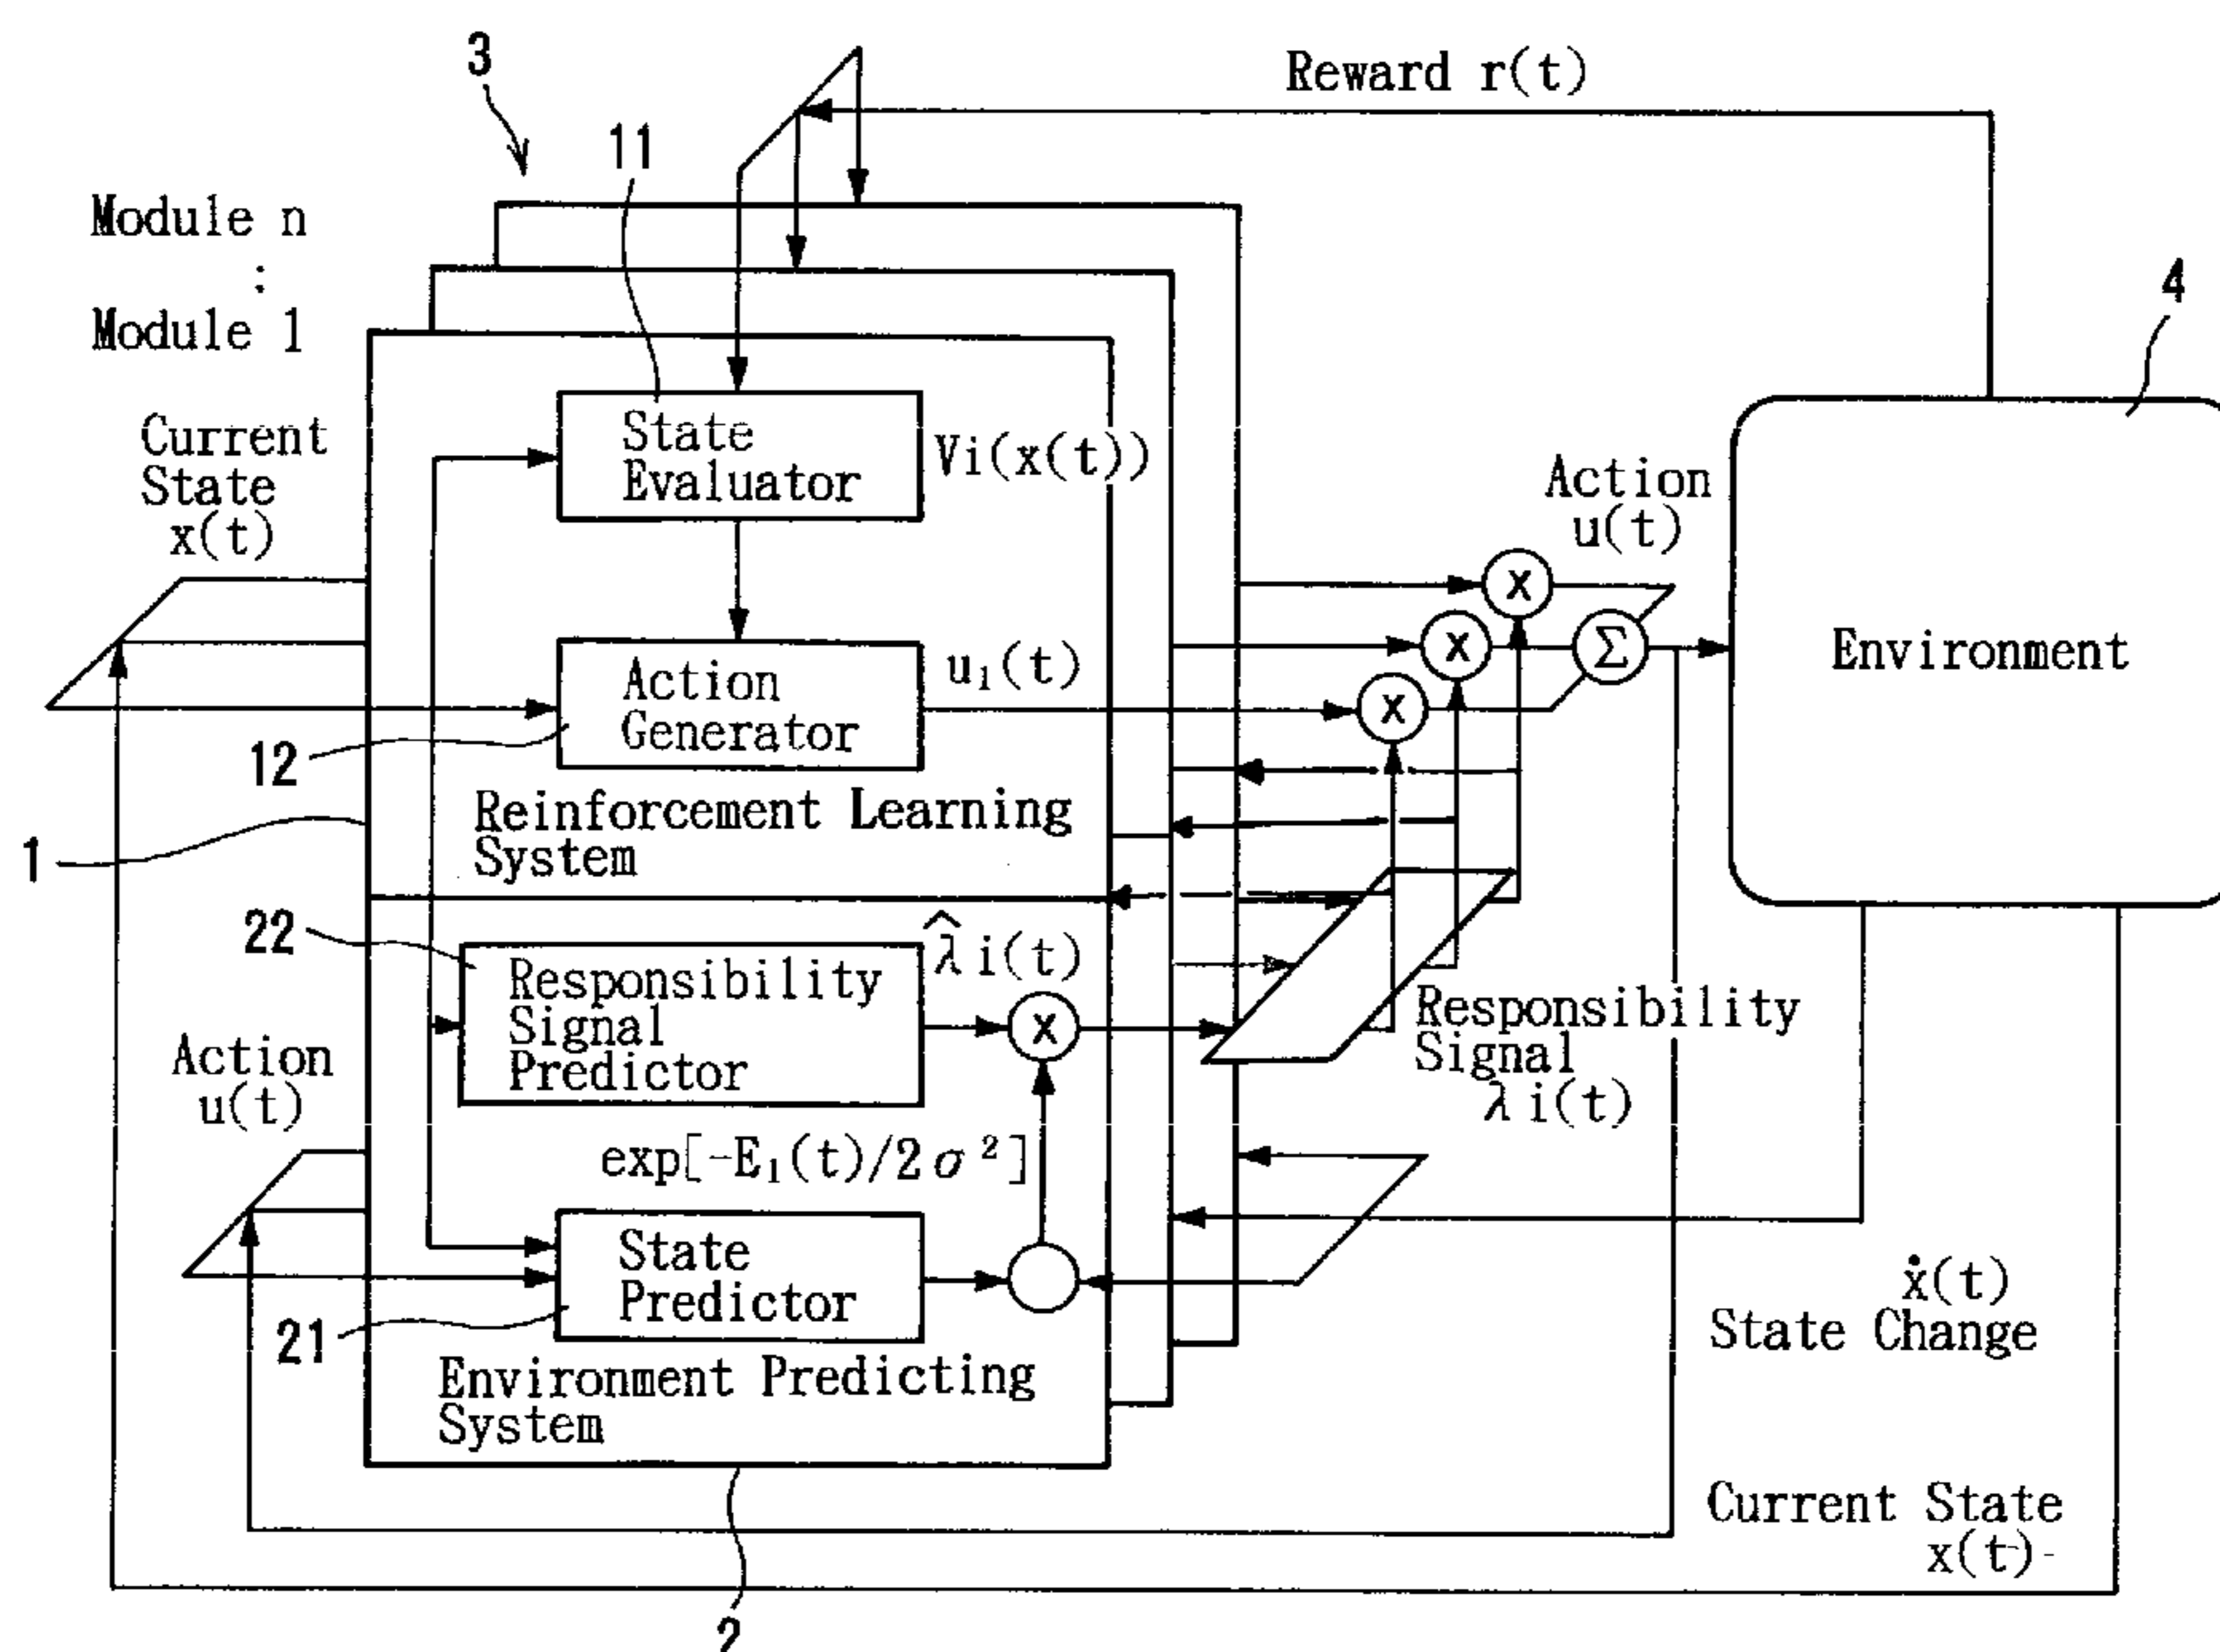 3
Reward r(t)
11
Module n
:
Module 1
4
Current
State
x(t)
State
Evaluator
Vi(x(t))
Action
u(t)
X
X
X
Σ
Environment
Action
Generator
u₁(t)
12
Reinforcement Learning
System
1
22
Responsibility
Signal
Predictor
λ̂ i(t)
X
Responsibility
Signal
λ i(t)
Action
u(t)
exp[-E₁(t)/2σ²]
State
Predictor
21
ẋ(t)
State Change
Environment Predicting
System
Current State
x(t)
2